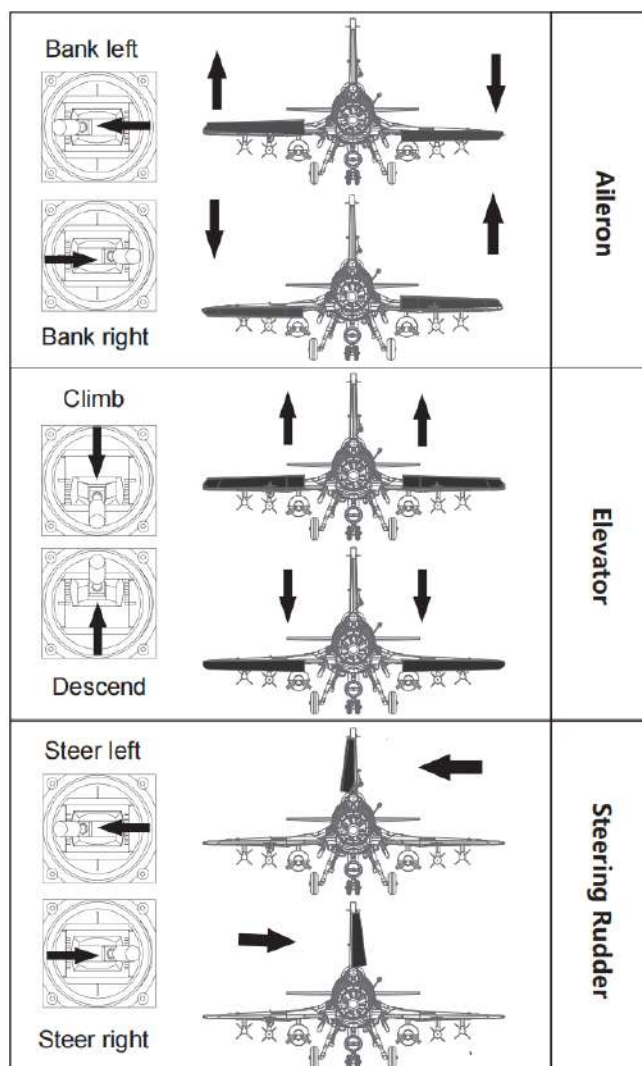 Bank left
Bank right
Aileron
Climb
Descend
Elevator
Steer left
Steer right
Steering Rudder